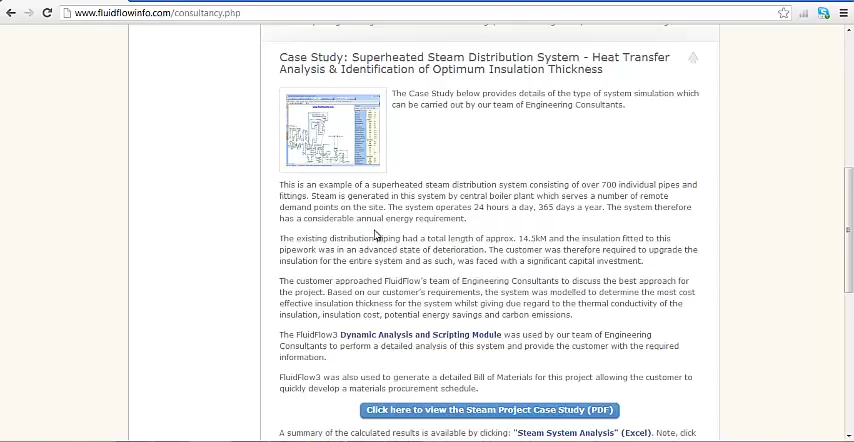 www.fluidflowinfo.com/consultancy.php
Case Study: Superheated Steam Distribution System - Heat Transfer
Analysis & Identification of Optimum Insulation Thickness
The Case Study below provides details of the type of system simulation which
can be carried out by our team of Engineering Consultants.
This is an example of a superheated steam distribution system consisting of over 700 individual pipes and
fittings. Steam is generated in this system by central boiler plant which serves a number of remote
demand points on the site. The system operates 24 hours a day, 365 days a year. The system therefore
has a considerable annual energy requirement.
The existing distribution piping had a total length of approx. 14.5kM and the insulation fitted to this
pipework was in an advanced state of deterioration. The customer was therefore required to upgrade the
insulation for the entire system and as such, was faced with a significant capital investment.
The customer approached FluidFlow's team of Engineering Consultants to discuss the best approach for
the project. Based on our customer's requirements, the system was modelled to determine the most cost
effective insulation thickness for the system whilst giving due regard to the thermal conductivity of the
insulation, insulation cost, potential energy savings and carbon emissions.
The FluidFlow3 Dynamic Analysis and Scripting Module was used by our team of Engineering
Consultants to perform a detailed analysis of this system and provide the customer with the required
information.
FluidFlow3 was also used to generate a detailed Bill of Materials for this project allowing the customer to
quickly develop a materials procurement schedule.
Click here to view the Steam Project Case Study (PDF)
A summary of the calculated results is available by clicking: "Steam System Analysis" (Excel). Note, click